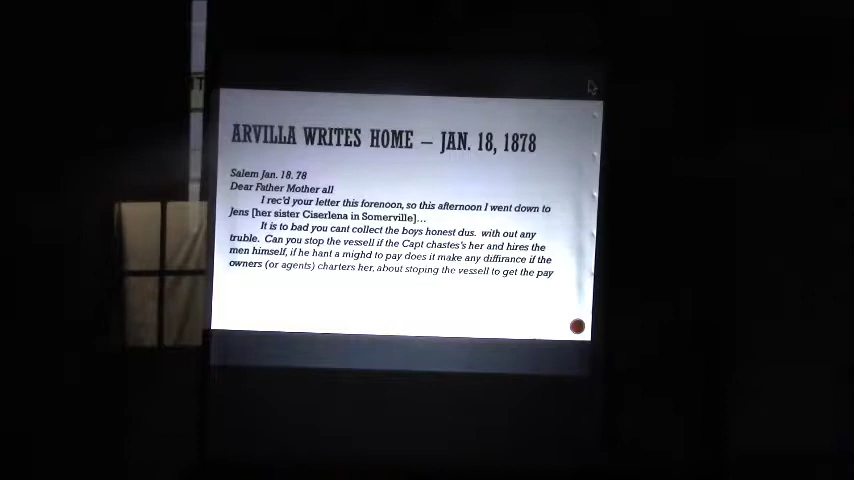 ARVILLA WRITES HOME – JAN. 18, 1878
Salem Jan. 18. 78
Dear Father Mother all
I rec'd your letter this forenoon, so this afternoon I went down to
Jens [her sister Ciserlena in Somerville]...
It is to bad you cant collect the boys honest dus. with out any
truble. Can you stop the vessell if the Capt chastes's her and hires the
men himself, if he hant a mighd to pay does it make any diffirance if the
owners (or agents) charters her, about stoping the vessell to get the pay